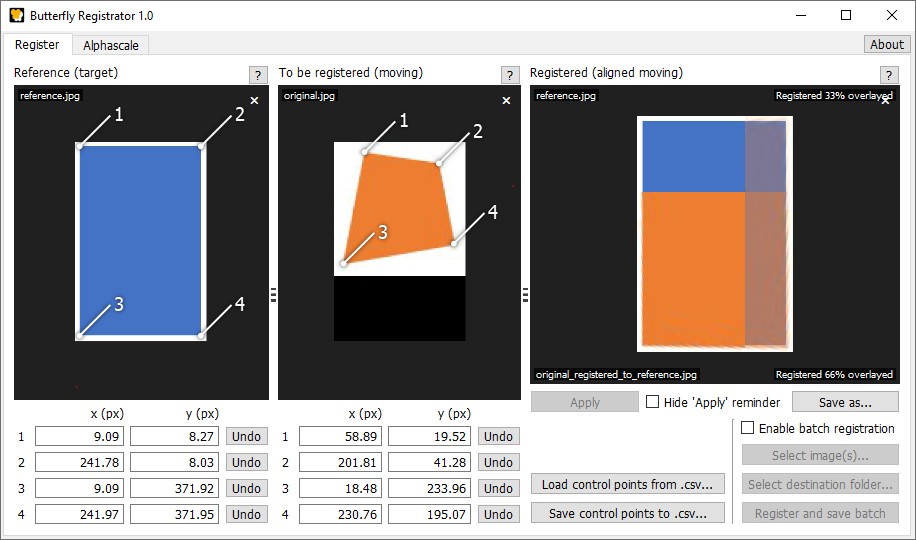 Butterfly Registrator 1.0
Register Alphascale About
Reference (target) ? To be registered (moving) ? Registered (aligned moving) ?
reference.jpg original.jpg reference.jpg Registered 33% overlayed
1 2 1 2
3 4 3 4
original_registered_to_reference.jpg Registered 66% overlayed
Apply Hide 'Apply' reminder Save as...
x (px) y (px) x (px) y (px)
1 9.09 8.27 Undo 1 58.89 19.52 Undo
2 241.78 8.03 Undo 2 201.81 41.28 Undo
3 9.09 371.92 Undo 3 18.48 233.96 Undo
4 241.97 371.95 Undo 4 230.76 195.07 Undo
Load control points from .csv...
Save control points to .csv...
Enable batch registration
Select image(s)...
Select destination folder...
Register and save batch